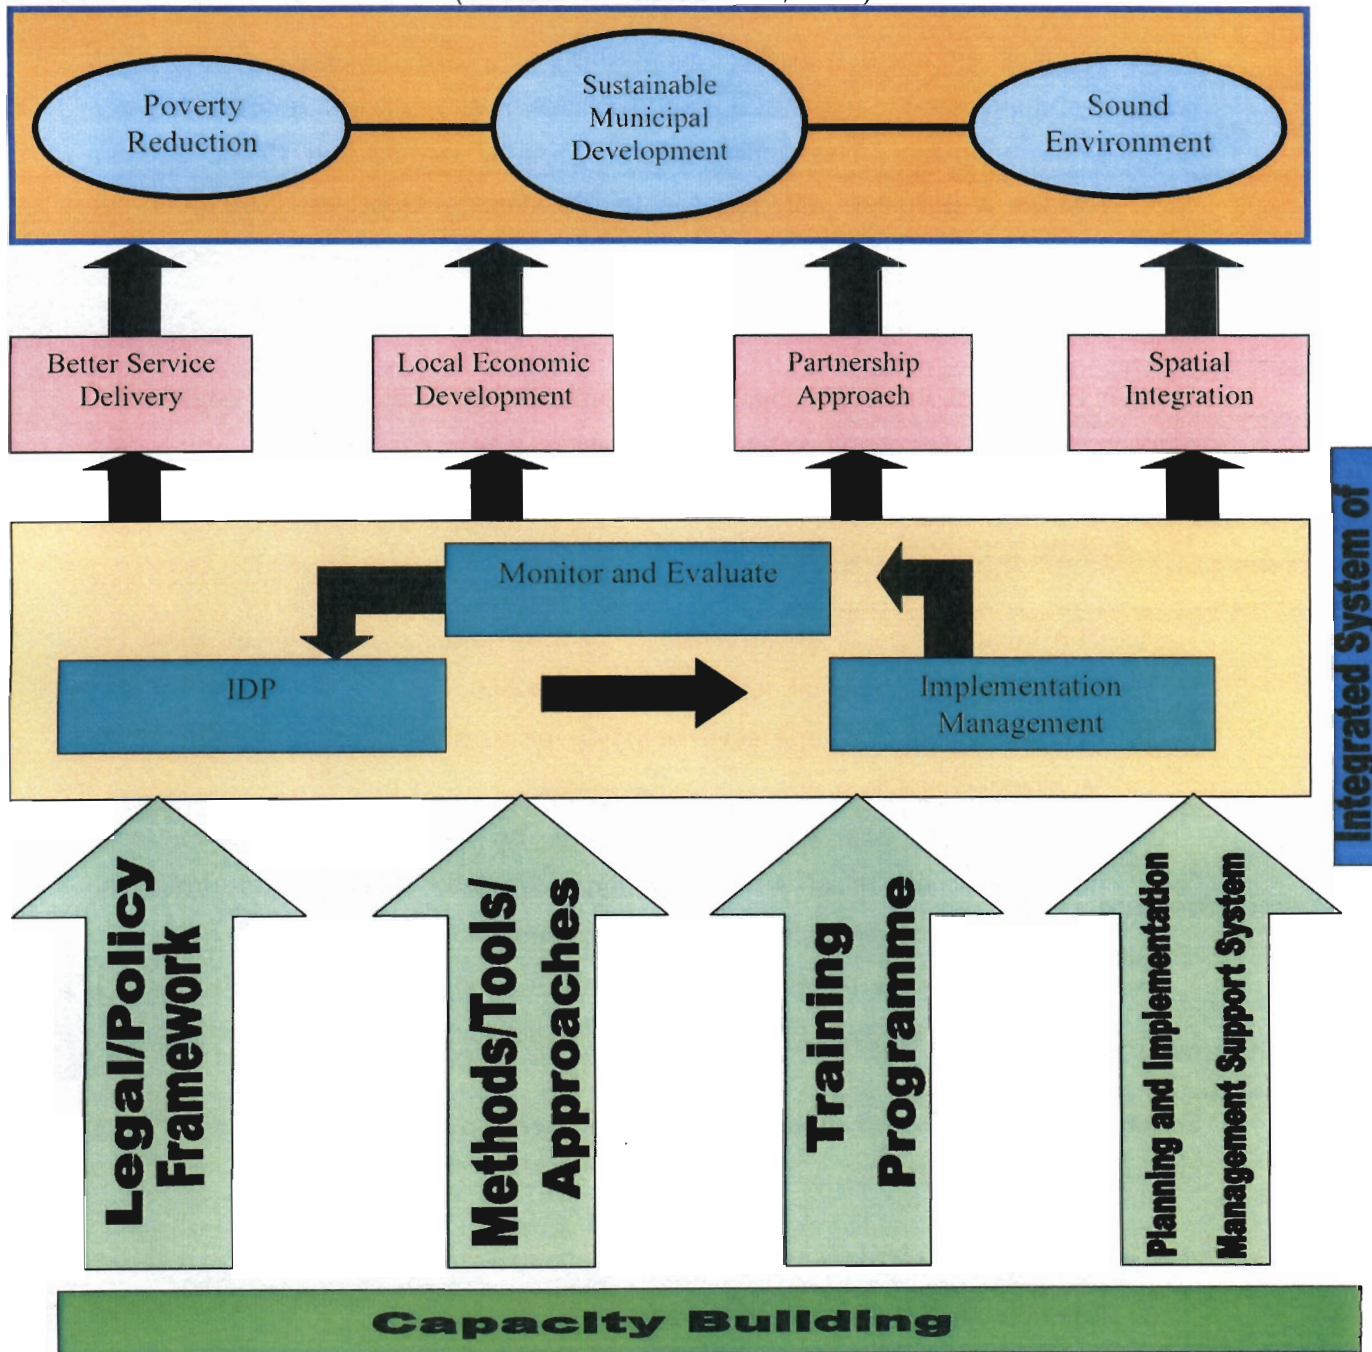 Poverty
Reduction
Sustainable
Municipal
Development
Sound
Environment
Better Service
Delivery
Local Economic
Development
Partnership
Approach
Spatial
Integration
Monitor and Evaluate
IDP
Implementation
Management
Integrated System of
Legal/Policy
Framework
Methods/Tools/
Approaches
Training
Programme
Planning and Implementation
Management Support System
Capacity Building